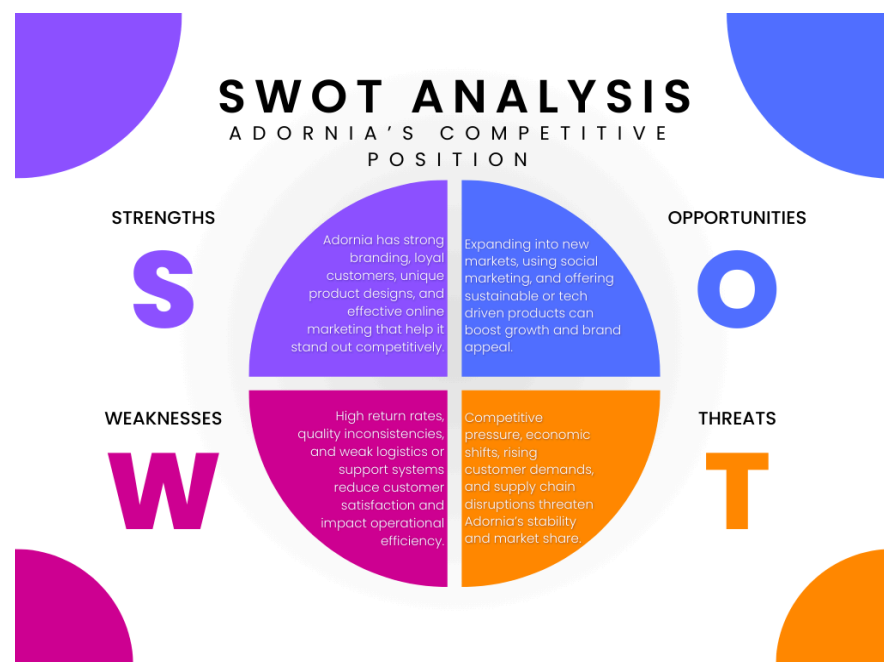 SWOT ANALYSIS
ADORNIA'S COMPETITIVE
POSITION
STRENGTHS
S
Adornia has strong
branding, loyal
customers, unique
product designs, and
effective online
marketing that help it
stand out competitively.
OPPORTUNITIES
O
Expanding into new
markets, using social
marketing, and offering
sustainable or tech
driven products can
boost growth and brand
appeal.
WEAKNESSES
W
High return rates,
quality inconsistencies,
and weak logistics or
support systems
reduce customer
satisfaction and
impact operational
efficiency.
THREATS
T
Competitive
pressure, economic
shifts, rising
customer demands,
and supply chain
disruptions threaten
Adornia's stability
and market share.